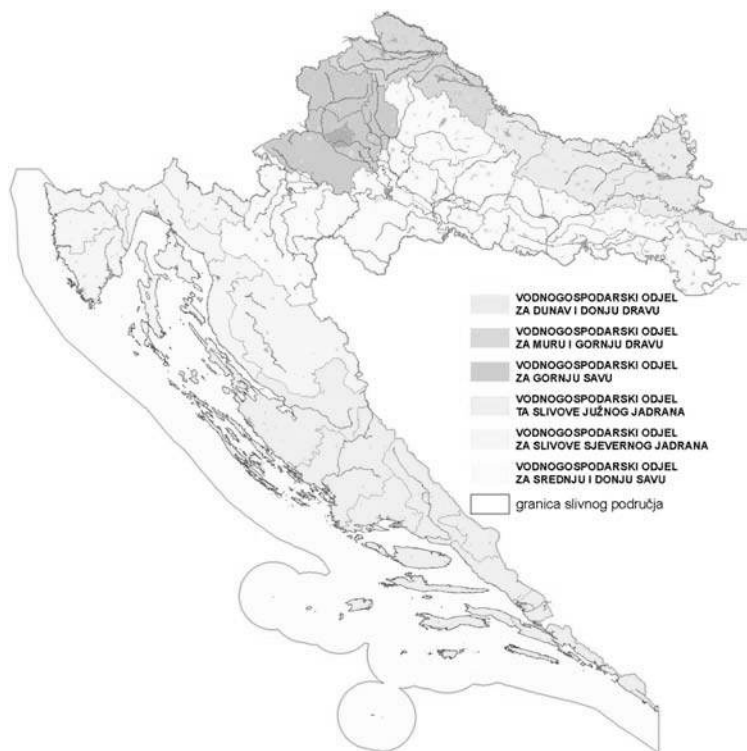 VODNOGOSPODARSKI ODJEL
ZA DUNAV I DONJU DRAVU
VODNOGOSPODARSKI ODJEL
ZA MURU I GORNJU DRAVU
VODNOGOSPODARSKI ODJEL
ZA GORNJU SAVU
VODNOGOSPODARSKI ODJEL
TA SLIVOVE JUŽNOG JADRANA
VODNOGOSPODARSKI ODJEL
ZA SLIVOVE SJEVERNOG JADRANA
VODNOGOSPODARSKI ODJEL
ZA SREDNJU I DONJU SAVU
granica slivnog područja